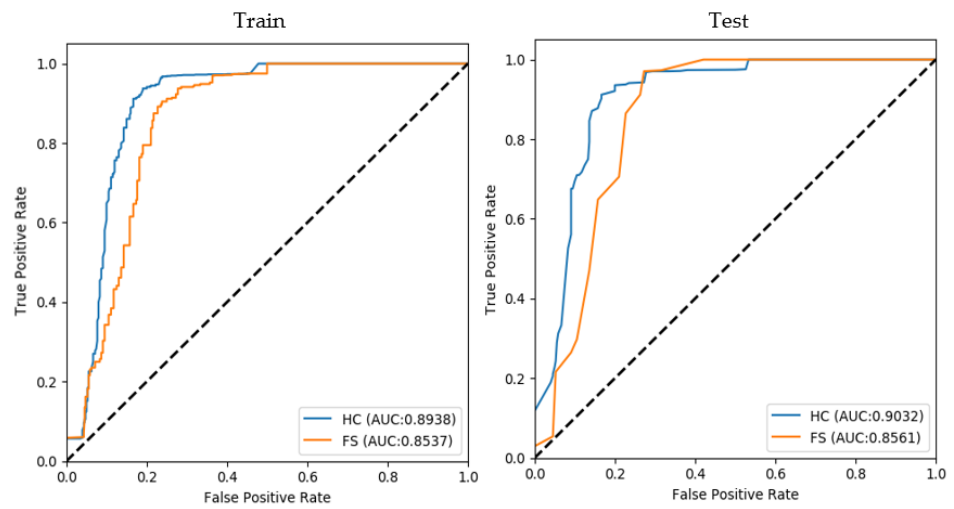 Train
1.0
0.8
0.6
0.4
0.2
0.0
True Positive Rate
HC (AUC:0.8938)
FS (AUC:0.8537)
0.0 0.2 0.4 0.6 0.8 1.0
False Positive Rate
Test
1.0
0.8
0.6
0.4
0.2
0.0
True Positive Rate
HC (AUC:0.9032)
FS (AUC:0.8561)
0.0 0.2 0.4 0.6 0.8 1.0
False Positive Rate